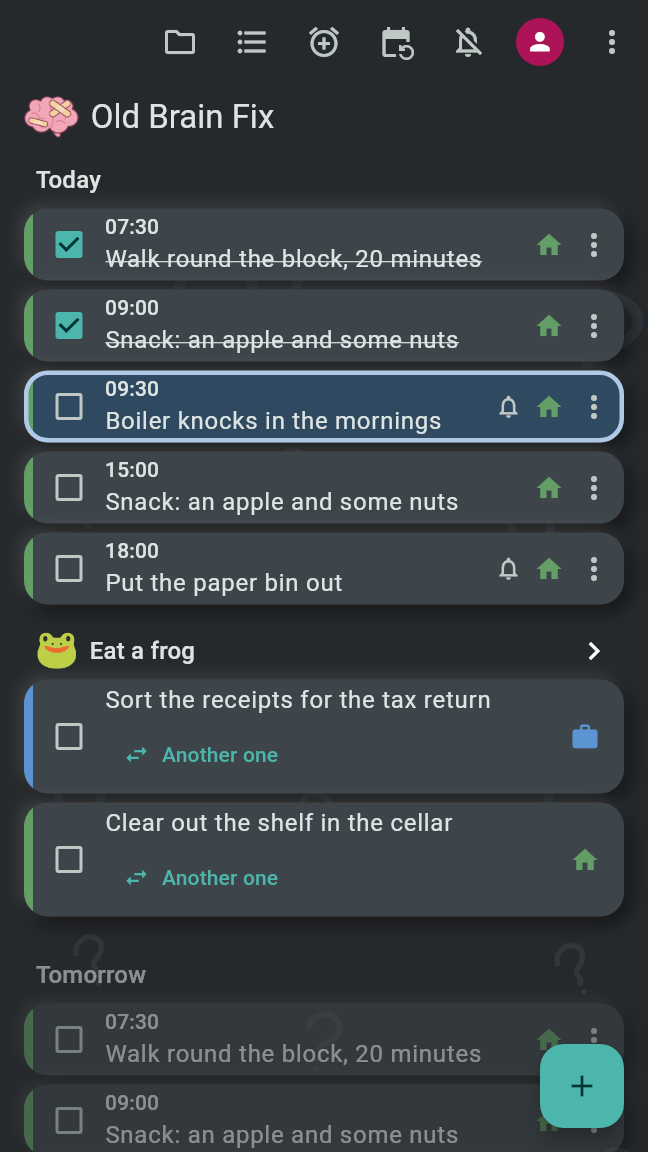 Old Brain Fix
Today
07:30
Walk round the block, 20 minutes
09:00
Snack: an apple and some nuts
09:30
Boiler knocks in the mornings
15:00
Snack: an apple and some nuts
18:00
Put the paper bin out
Eat a frog
Sort the receipts for the tax return
Another one
Clear out the shelf in the cellar
Another one
Tomorrow
07:30
Walk round the block, 20 minutes
09:00
Snack: an apple and some nuts